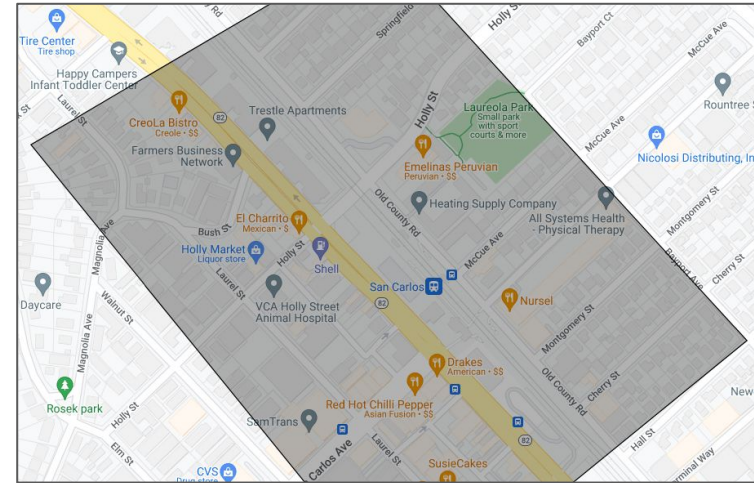 Tire Center
Tire shop
Happy Campers
Infant Toddler Center
Laurel St
CreoLa Bistro
Creole • $$
82
Trestle Apartments
Farmers Business
Network
Springfield
Holly St
Bayport Ct
McCue Ave
Rountree S
Laureola Park
Small park
with sport
courts & more
Holly St
Emelinas Peruvian
Peruvian • $$
McCue Ave
Nicolosi Distributing, In
Old County Rd
Heating Supply Company
All Systems Health
- Physical Therapy
Montgomery St
Magnolia Ave
Bush St
El Charrito
Mexican • $
Holly Market
Liquor store
Holly St
Shell
Laurel St
McCue Ave
Bayport Ave
Cherry St
Daycare
Walnut St
VCA Holly Street
Animal Hospital
San Carlos
82
Nursel
Montgomery St
Magnolia Ave
Rosek park
Holly St
Elm St
Drakes
American • $$
Red Hot Chilli Pepper
Asian Fusion • $$
Old County Rd
Cherry St
New
SamTrans
Carlos Ave
Laurel St
82
Hall St
CVS
Drug store
SusieCakes